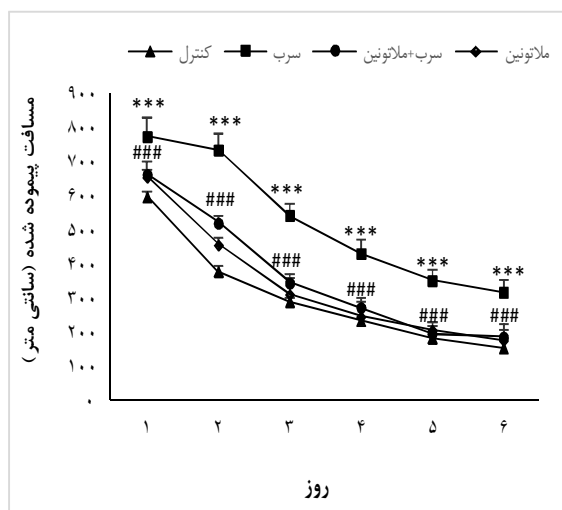 کنترل سرب سرب+ملاتونین ملاتونین
مسافت پیموده شده (سانتی متر)
۹۰۰
۸۰۰
۷۰۰
۶۰۰
۵۰۰
۴۰۰
۳۰۰
۲۰۰
۱۰۰
۰
*** *** *** *** *** ***
### ### ### ### ### ###
۱ ۲ ۳ ۴ ۵ ۶
روز